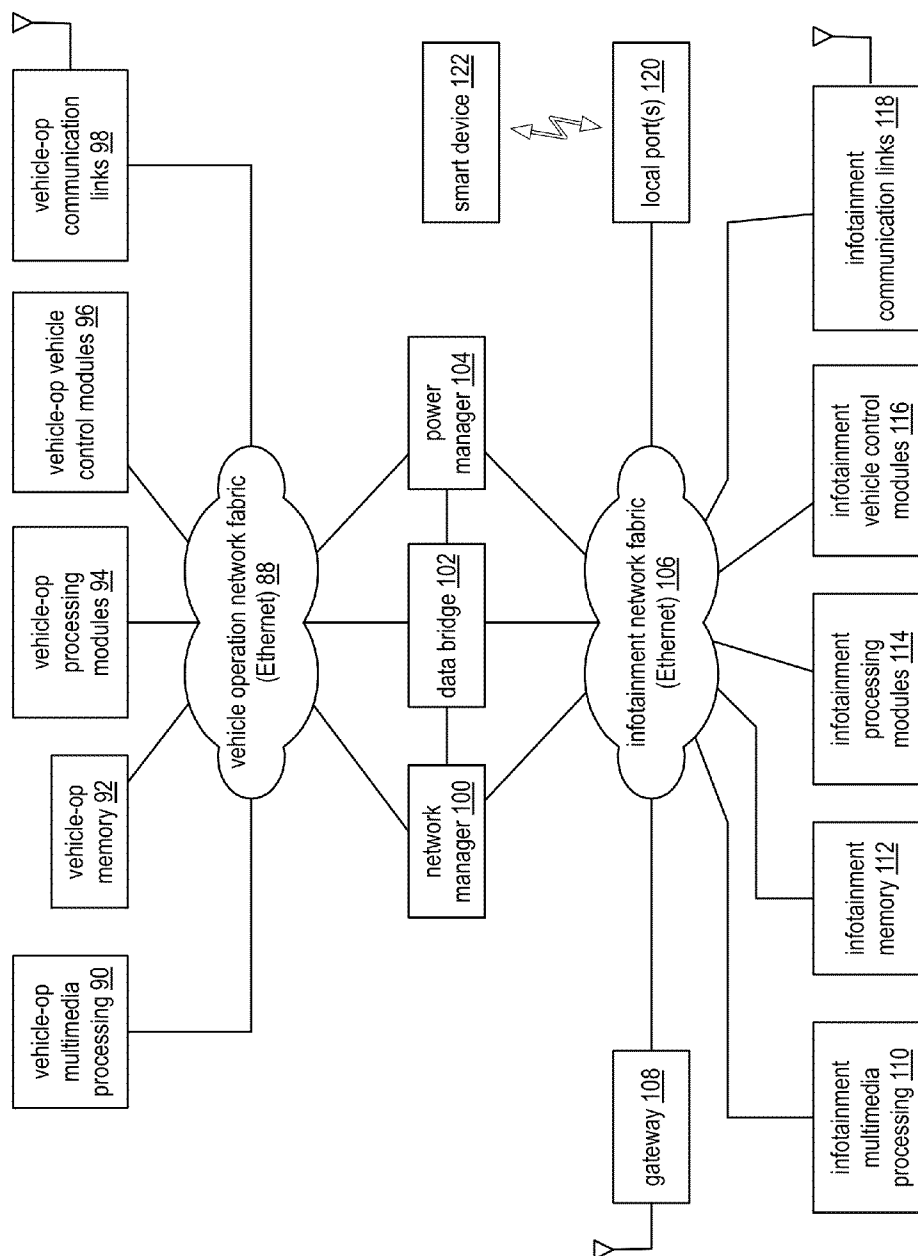 vehicle-op
multimedia
processing 90
vehicle-op
memory 92
vehicle-op
processing
modules 94
vehicle-op vehicle
control modules 96
vehicle-op
communication
links 98
vehicle operation network fabric
(Ethernet) 88
network
manager 100
data bridge 102
power
manager 104
smart device 122
gateway 108
infotainment network fabric
(Ethernet) 106
local port(s) 120
infotainment
multimedia
processing 110
infotainment
memory 112
infotainment
processing
modules 114
infotainment
vehicle control
modules 116
infotainment
communication links 118